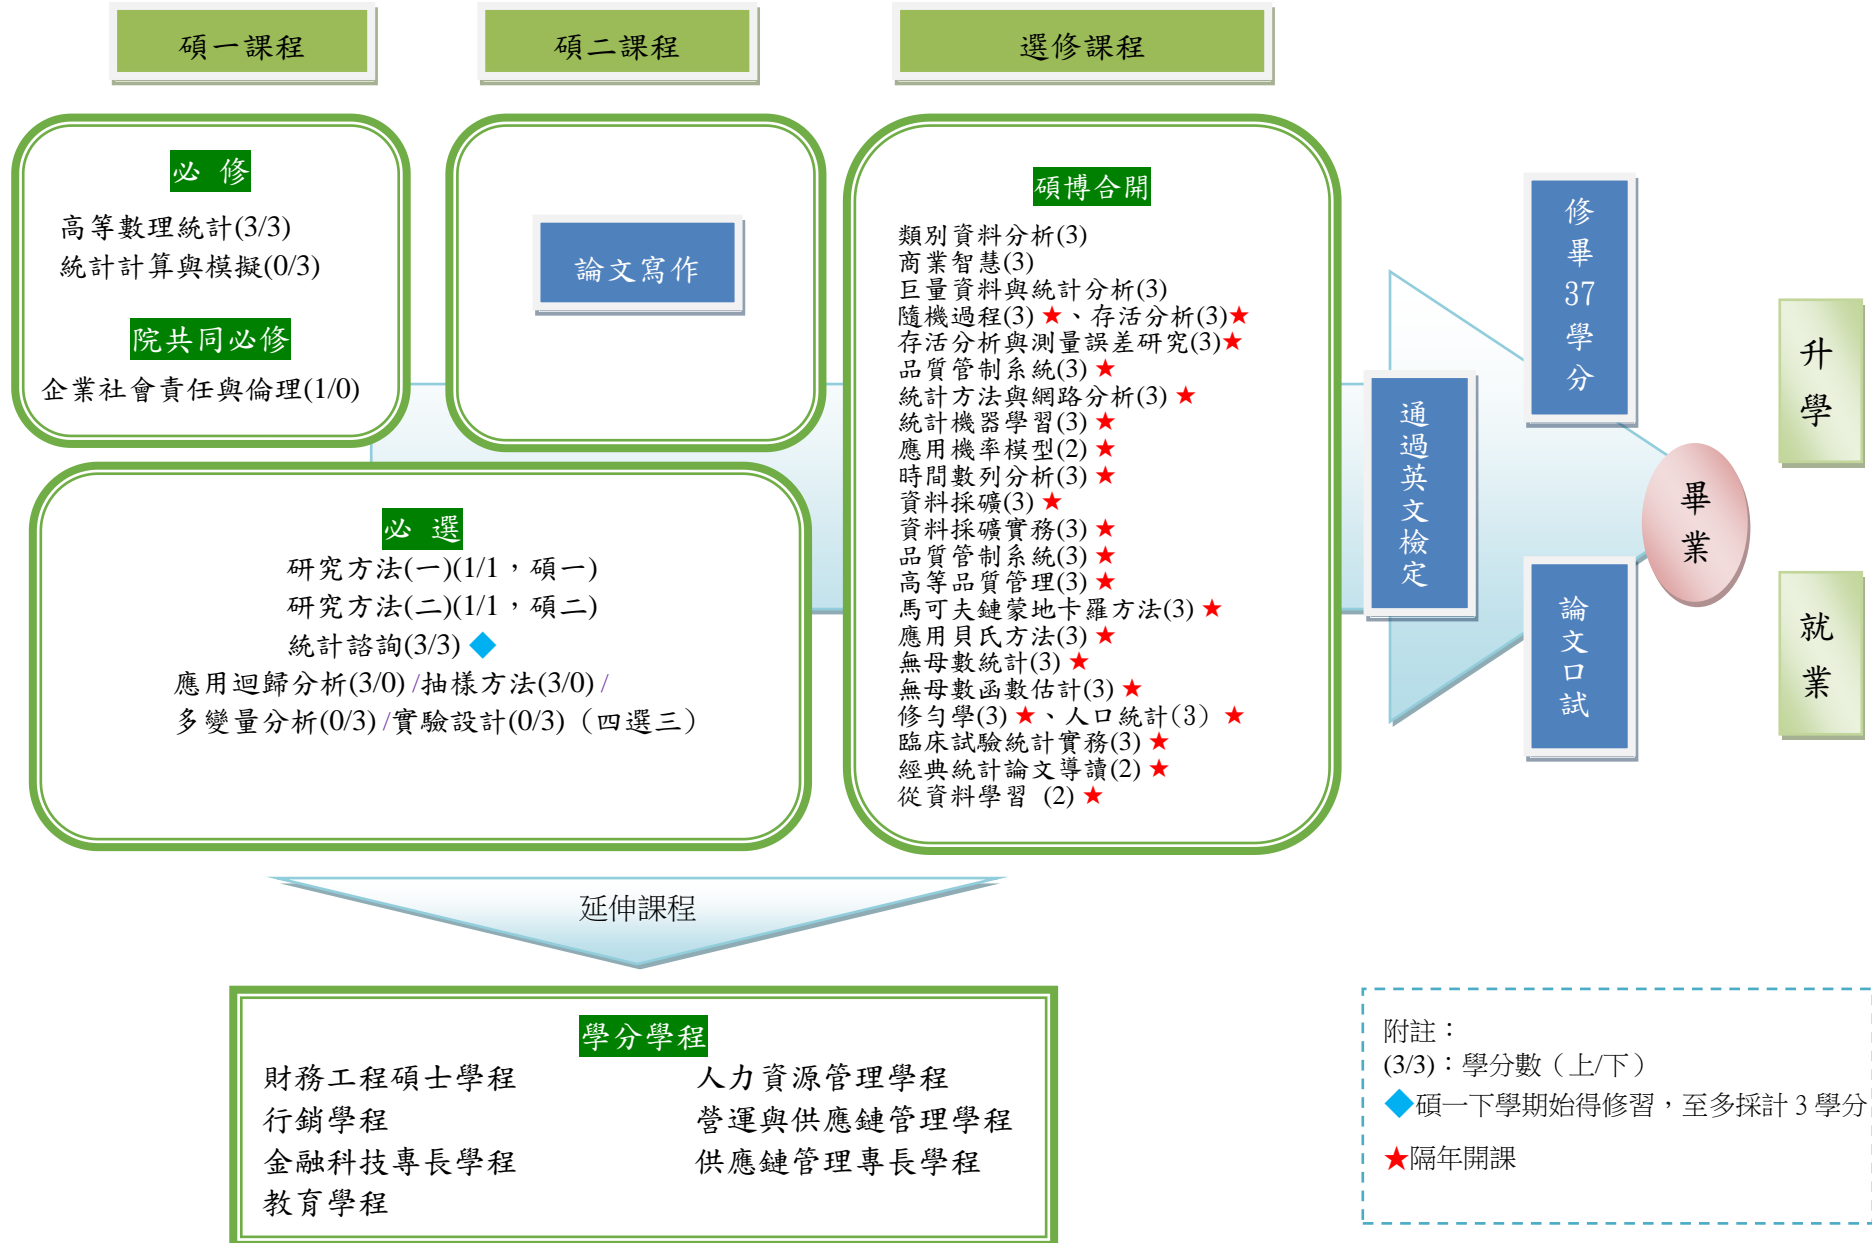 碩一課程
碩二課程
選修課程
必 修
高等數理統計(3/3)
統計計算與模擬(0/3)
院共同必修
企業社會責任與倫理(1/0)
論文寫作
必 選
研究方法(一)(1/1，碩一)
研究方法(二)(1/1，碩二)
統計諮詢(3/3) ◆
應用迴歸分析(3/0) /抽樣方法(3/0) /
多變量分析(0/3) /實驗設計(0/3)（四選三）
碩博合開
類別資料分析(3)
商業智慧(3)
巨量資料與統計分析(3)
隨機過程(3) ★、存活分析(3)★
存活分析與測量誤差研究(3)★
品質管制系統(3) ★
統計方法與網路分析(3) ★
統計機器學習(3) ★
應用機率模型(2) ★
時間數列分析(3) ★
資料採礦(3) ★
資料採礦實務(3) ★
品質管制系統(3) ★
高等品質管理(3) ★
馬可夫鏈蒙地卡羅方法(3) ★
應用貝氏方法(3) ★
無母數統計(3) ★
無母數函數估計(3) ★
修勻學(3) ★、人口統計(3) ★
臨床試驗統計實務(3) ★
經典統計論文導讀(2) ★
從資料學習 (2) ★
通過英文檢定
修畢37學分
論文口試
畢業
升學
就業
延伸課程
學分學程
財務工程碩士學程
行銷學程
金融科技專長學程
教育學程
人力資源管理學程
營運與供應鏈管理學程
供應鏈管理專長學程
附註：
(3/3)：學分數（上/下）
◆碩一下學期始得修習，至多採計 3 學分
★隔年開課